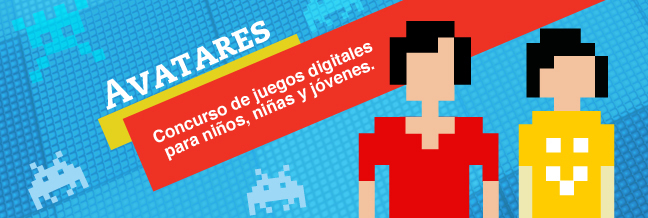 AVATARES
Concurso de juegos digitales
para niños, niñas y jóvenes.